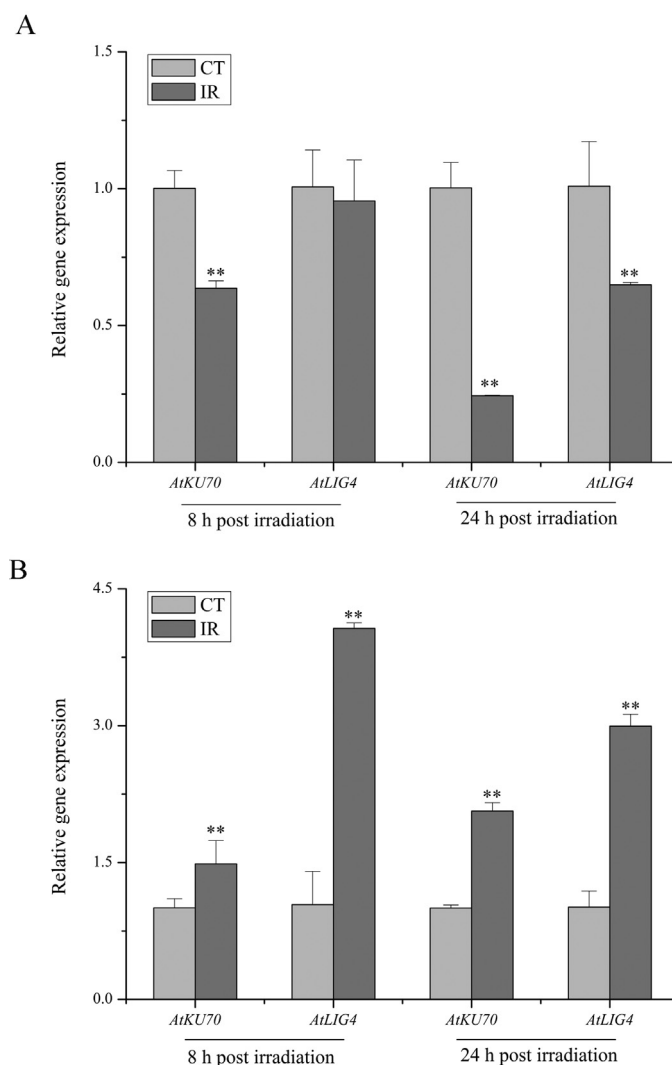 A
1.5
CT
IR
1.0
**
**
**
0.5
0.0
Relative gene expression
AtKU70 AtLIG4 AtKU70 AtLIG4
8 h post irradiation 24 h post irradiation
B
4.5
CT
IR
**
**
3.0
**
**
1.5
0.0
Relative gene expression
AtKU70 AtLIG4 AtKU70 AtLIG4
8 h post irradiation 24 h post irradiation